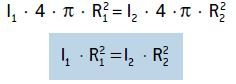 I₁ · 4 · π · R₁² = I₂ · 4 · π · R₂²
I₁ · R₁² = I₂ · R₂²